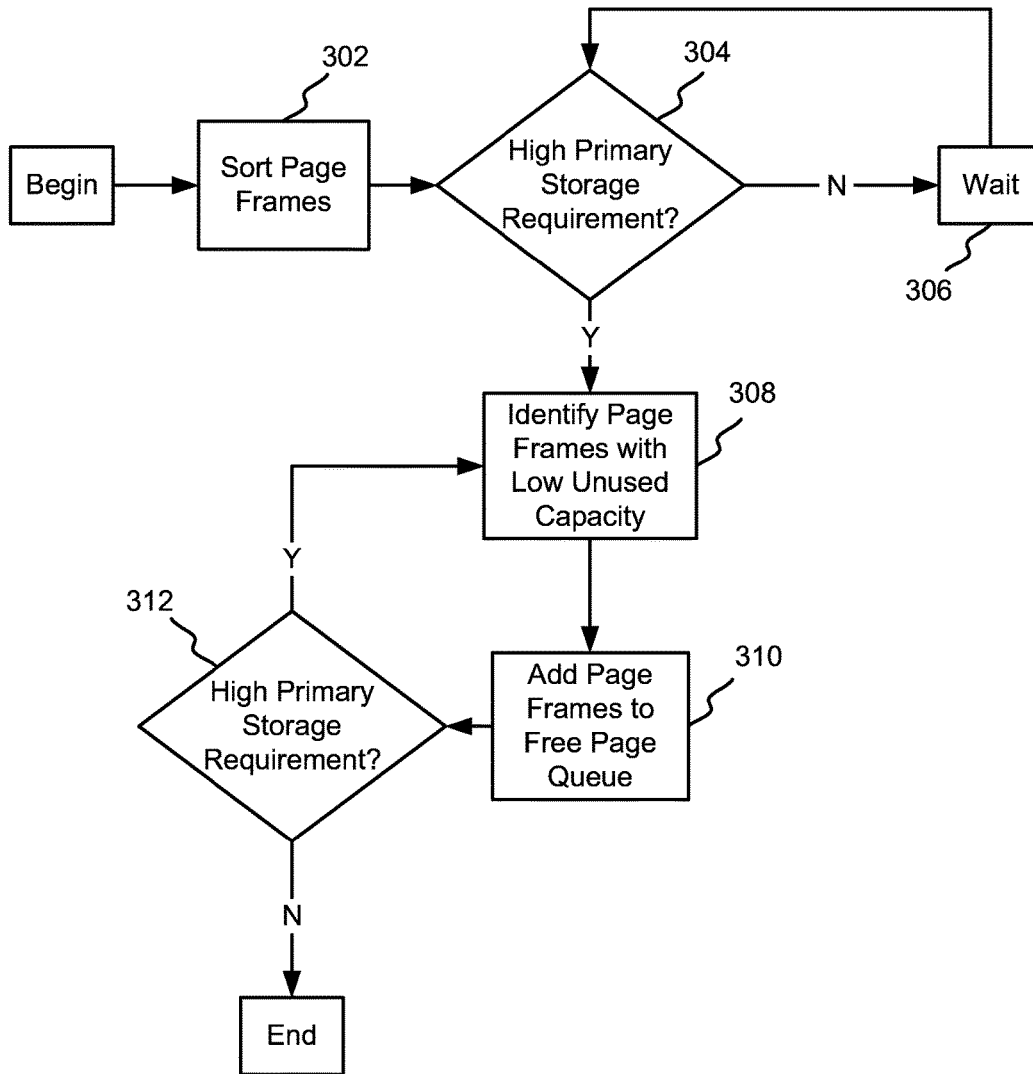 302
304
Begin
Sort Page
Frames
High Primary
Storage
Requirement?
N
Wait
306
Y
308
Identify Page
Frames with
Low Unused
Capacity
Y
312
310
Add Page
Frames to
Free Page
Queue
High Primary
Storage
Requirement?
N
End